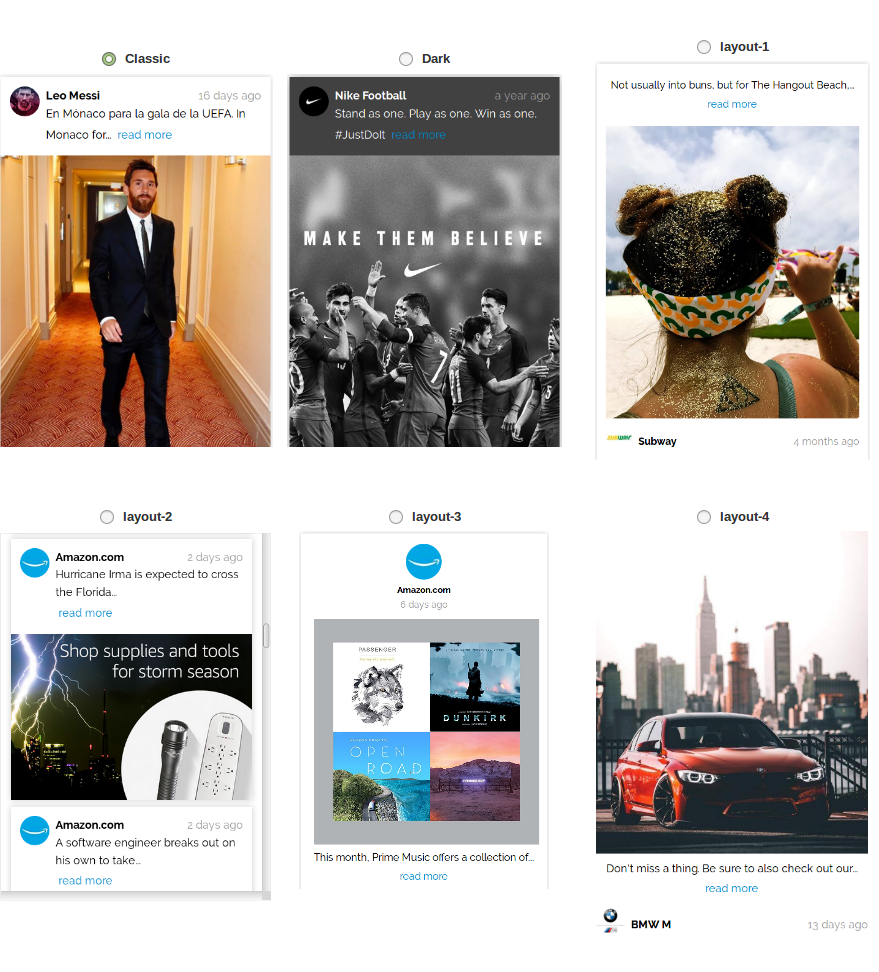 Classic
Leo Messi 16 days ago
En Mónaco para la gala de la UEFA. In
Monaco for... read more
Dark
Nike Football a year ago
Stand as one. Play as one. Win as one.
#JustDoIt read more
MAKE THEM BELIEVE
7
layout-1
Not usually into buns, but for The Hangout Beach,...
read more
SUBWAY Subway 4 months ago
layout-2
Amazon.com 2 days ago
Hurricane Irma is expected to cross
the Florida...
read more
Shop supplies and tools
for storm season
Amazon.com 2 days ago
A software engineer breaks out on
his own to take...
read more
layout-3
Amazon.com
6 days ago
PASSENGER
DUNKIRK
OPEN
ROAD
This month, Prime Music offers a collection of...
read more
layout-4
Don't miss a thing. Be sure to also check out our...
read more
BMW M 13 days ago